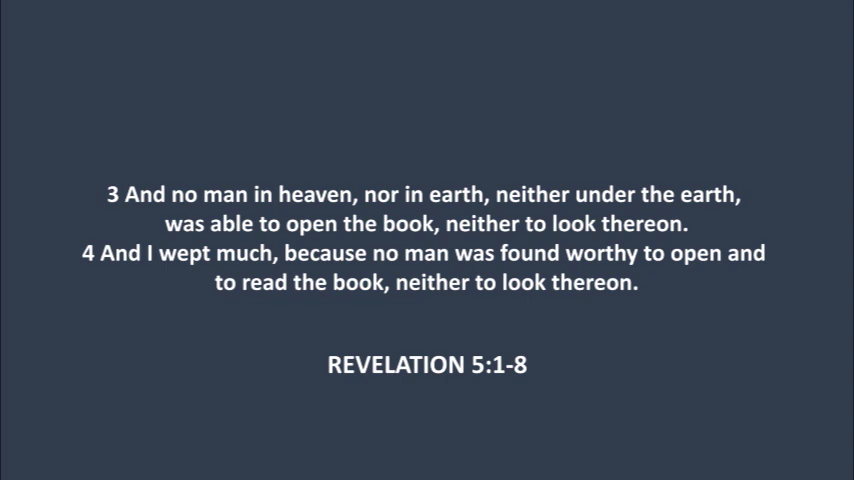 3 And no man in heaven, nor in earth, neither under the earth,
was able to open the book, neither to look thereon.
4 And I wept much, because no man was found worthy to open and
to read the book, neither to look thereon.
REVELATION 5:1-8